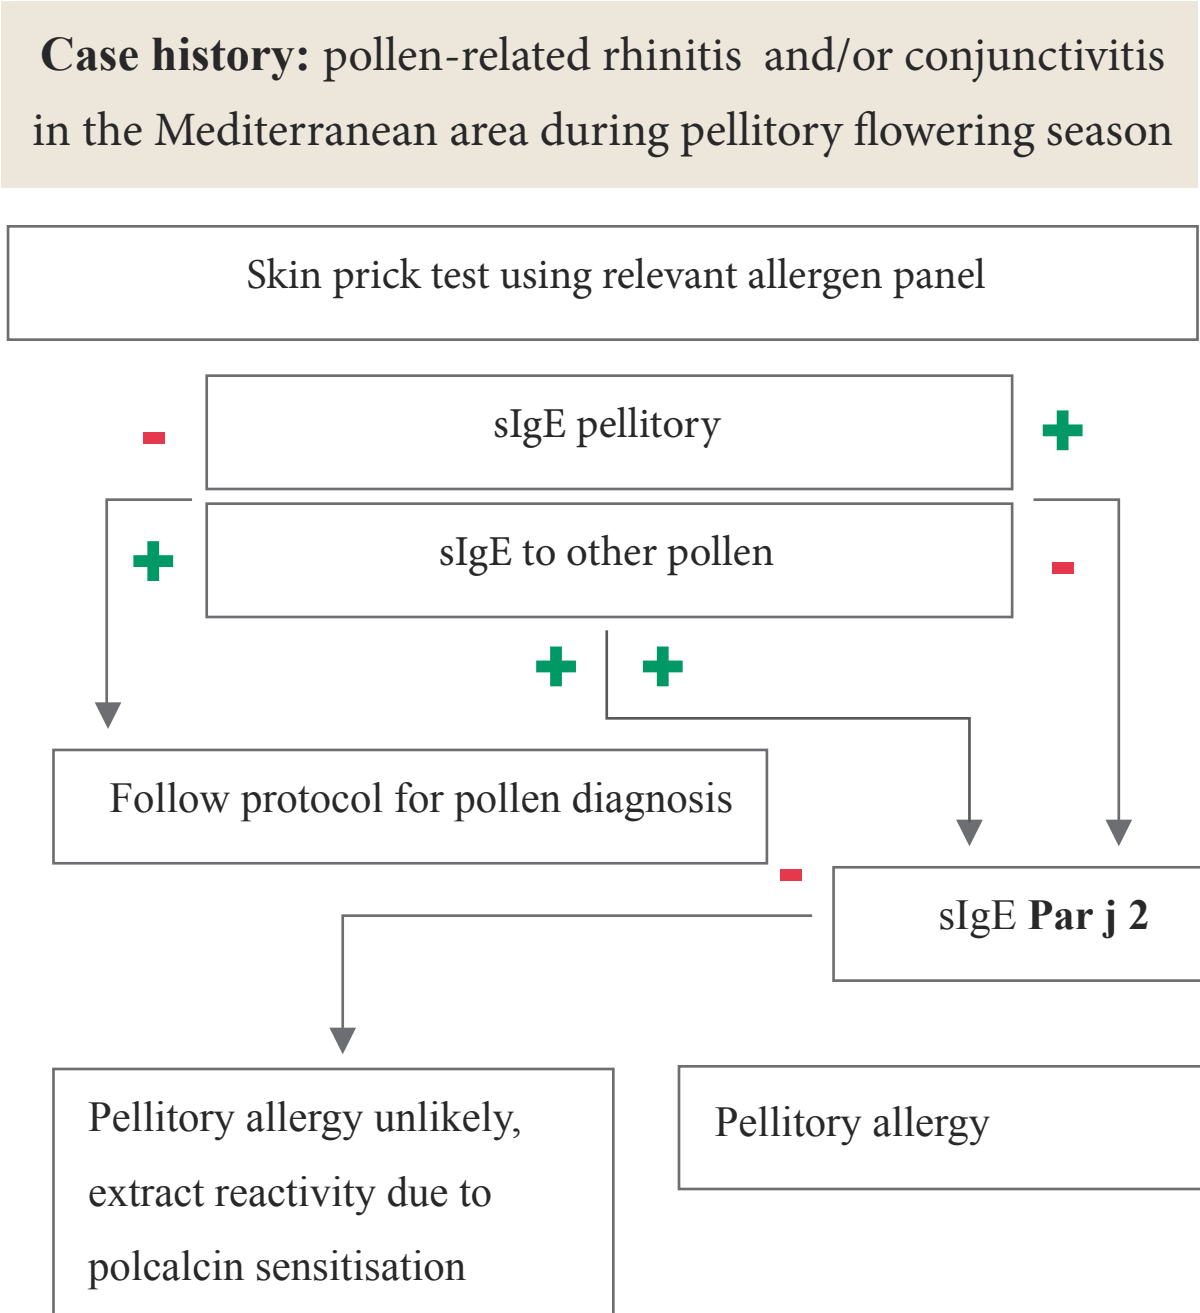 Case history: pollen-related rhinitis and/or conjunctivitis
in the Mediterranean area during pellitory flowering season
Skin prick test using relevant allergen panel
- sIgE pellitory +
+ sIgE to other pollen -
+ +
Follow protocol for pollen diagnosis
-
sIgE Par j 2
Pellitory allergy unlikely,
extract reactivity due to
polcalcin sensitisation
Pellitory allergy